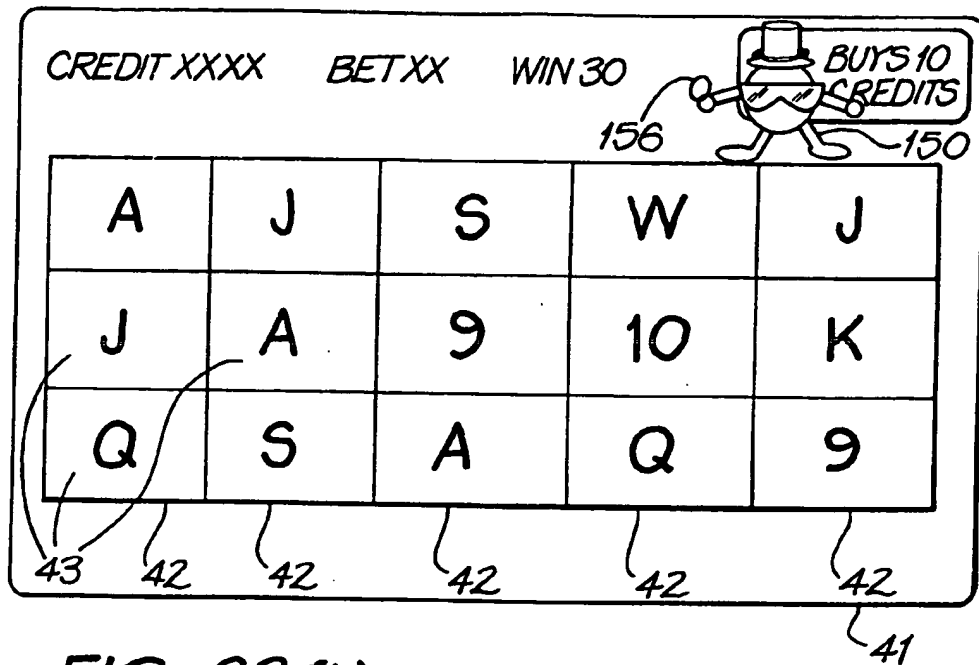 CREDIT XXXX BET XX WIN 30 BUYS 10
CREDITS
156 150
A J S W J
J A 9 10 K
Q S A Q 9
43 42 42 42 42 42
41